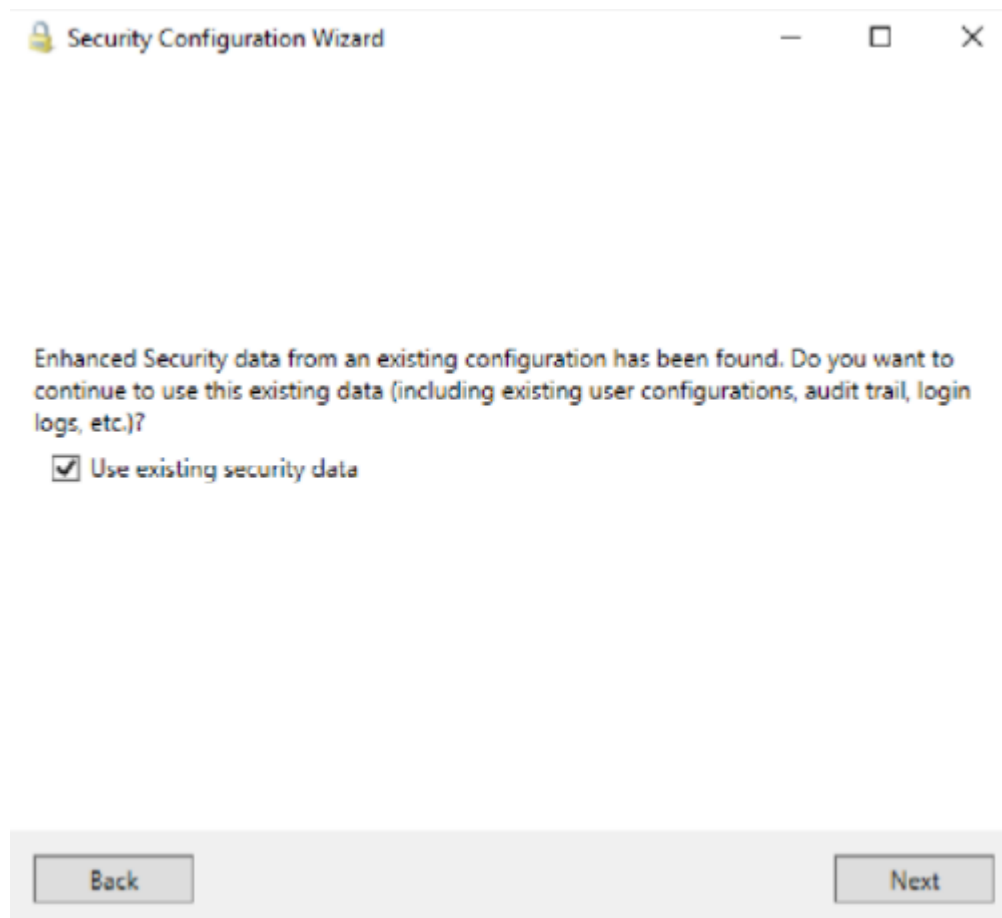 Security Configuration Wizard
Enhanced Security data from an existing configuration has been found. Do you want to
continue to use this existing data (including existing user configurations, audit trail, login
logs, etc.)?
Use existing security data
Back
Next